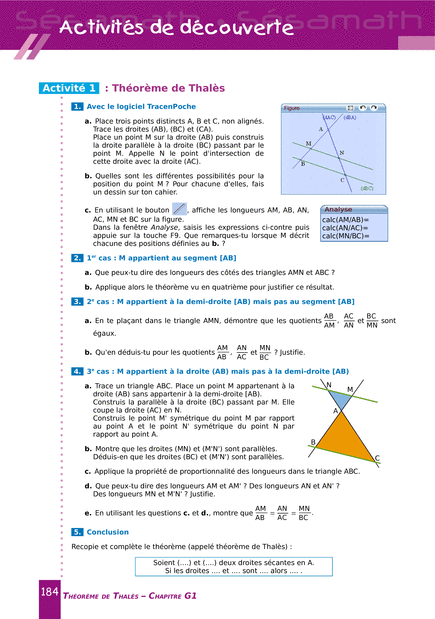 Sésamath - Sésamath
Activités de découverte
Activité 1 : Théorème de Thalès
1. Avec le logiciel TracenPoche
a. Place trois points distincts A, B et C, non alignés.
Trace les droites (AB), (BC) et (CA).
Place un point M sur la droite (AB) puis construis
la droite parallèle à la droite (BC) passant par le
point M. Appelle N le point d'intersection de
cette droite avec la droite (AC).
Figure
(AC) (BA)
A
M
N
B
C
(BC)
b. Quelles sont les différentes possibilités pour la
position du point M ? Pour chacune d'elles, fais
un dessin sur ton cahier.
c. En utilisant le bouton , affiche les longueurs AM, AB, AN,
AC, MN et BC sur la figure.
Dans la fenêtre Analyse, saisis les expressions ci-contre puis
appuie sur la touche F9. Que remarques-tu lorsque M décrit
chacune des positions définies au b. ?
Analyse
calc(AM/AB)=
calc(AN/AC)=
calc(MN/BC)=
2. 1er cas : M appartient au segment [AB]
a. Que peux-tu dire des longueurs des côtés des triangles AMN et ABC ?
b. Applique alors le théorème vu en quatrième pour justifier ce résultat.
3. 2e cas : M appartient à la demi-droite [AB) mais pas au segment [AB]
a. En te plaçant dans le triangle AMN, démontre que les quotients AB/AM, AC/AN et BC/MN sont
égaux.
b. Qu'en déduis-tu pour les quotients AM/AB, AN/AC et MN/BC ? Justifie.
4. 3e cas : M appartient à la droite (AB) mais pas à la demi-droite [AB)
a. Trace un triangle ABC. Place un point M appartenant à la
droite (AB) sans appartenir à la demi-droite [AB).
Construis la parallèle à la droite (BC) passant par M. Elle
coupe la droite (AC) en N.
Construis le point M' symétrique du point M par rapport
au point A et le point N' symétrique du point N par
rapport au point A.
N
M
A
B
C
b. Montre que les droites (MN) et (M'N') sont parallèles.
Déduis-en que les droites (BC) et (M'N') sont parallèles.
c. Applique la propriété de proportionnalité des longueurs dans le triangle ABC.
d. Que peux-tu dire des longueurs AM et AM' ? Des longueurs AN et AN' ?
Des longueurs MN et M'N' ? Justifie.
e. En utilisant les questions c. et d., montre que AM/AB = AN/AC = MN/BC.
5. Conclusion
Recopie et complète le théorème (appelé théorème de Thalès) :
Soient (....) et (....) deux droites sécantes en A.
Si les droites .... et .... sont .... alors .... .
184 Théorème de Thalès – Chapitre G1